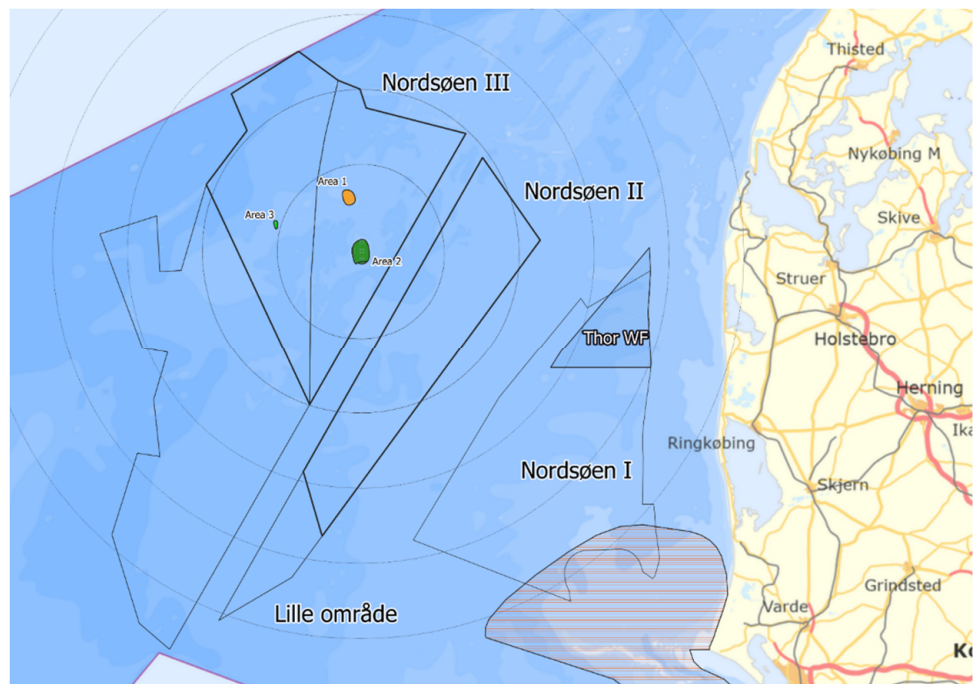 Thisted
Nordsøen III
Nykøbing M
Area 1
Nordsøen II
Area 3
Skive
Area 2
Struer
Thor WF
Holstebro
Herning
Ika
Ringkøbing
Nordsøen I
Skjern
Grindsted
Lille område
Varde